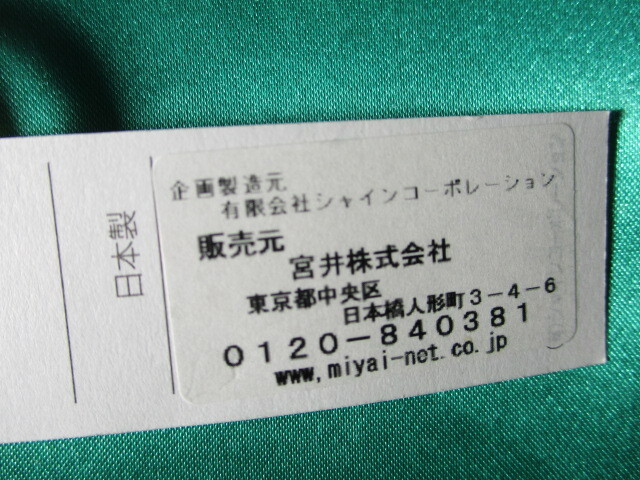 日本製
企画製造元
有限会社シャインコーポレーション
販売元
宮井株式会社
東京都中央区
日本橋人形町3-4-6
0120-840381
www.miyai-net.co.jp